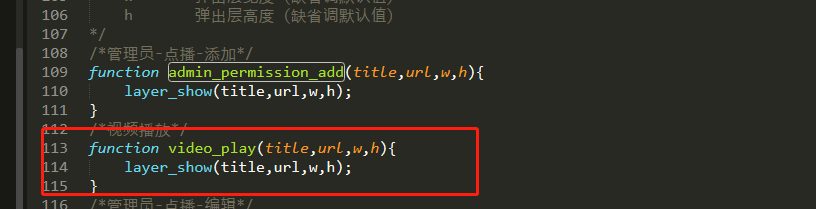 106 h 弹出层高度（缺省调默认值）
107 */
108 /*管理员-点播-添加*/
109 function admin_permission_add(title,url,w,h){
110 layer_show(title,url,w,h);
111 }
112 /*视频播放*/
113 function video_play(title,url,w,h){
114 layer_show(title,url,w,h);
115 }
116 /*管理员-点播-编辑*/